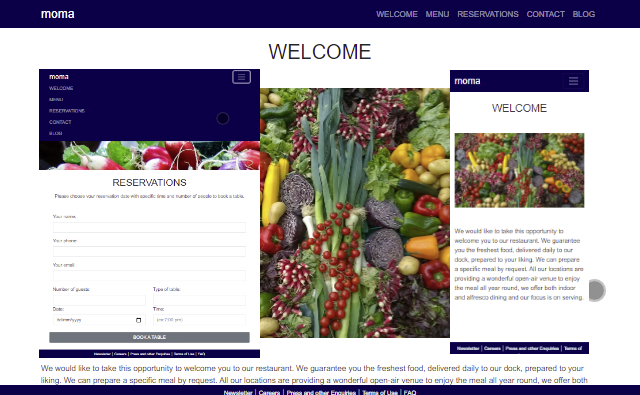 moma
WELCOME MENU RESERVATIONS CONTACT BLOG
WELCOME
moma
WELCOME
MENU
RESERVATIONS
CONTACT
BLOG
RESERVATIONS
Please choose your reservation date with specific time and number of people to book a table.
Your name:
Your phone:
Your email:
Number of guests: Type of table:
Date: Time:
BOOK A TABLE
Newsletter | Careers | Press and other Enquiries | Terms of Use | FAQ
moma
WELCOME
We would like to take this opportunity to
welcome you to our restaurant. We guarantee
you the freshest food, delivered daily to our
dock, prepared to your liking. We can prepare
a specific meal by request. All our locations are
providing a wonderful open air venue to enjoy
the meal all year round, we offer both indoor
and alfresco dining and our focus is on serving.
Newsletter | Careers | Press and other Enquiries | Terms of
We would like to take this opportunity to welcome you to our restaurant. We guarantee you the freshest food, delivered daily to our dock, prepared to your
liking. We can prepare a specific meal by request. All our locations are providing a wonderful open-air venue to enjoy the meal all year round, we offer both
Newsletter | Careers | Press and other Enquiries | Terms of Use | FAQ